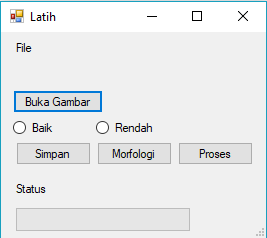 Latih
File
Buka Gambar
Baik Rendah
Simpan Morfologi Proses
Status